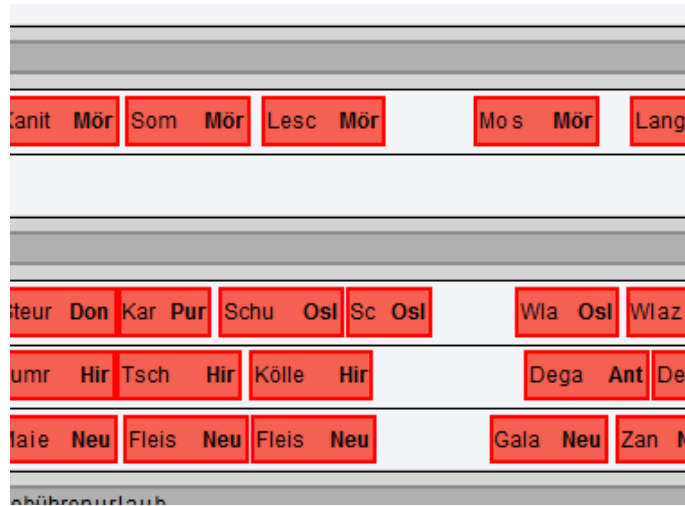 Kanit Mör Som Mör Lesc Mör Mos Mör Lang
Steur Don Kar Pur Schu Osl Sc Osl Wla Osl Wlaz
umr Hir Tsch Hir Kölle Hir Dega Ant De
Maie Neu Fleis Neu Fleis Neu Gala Neu Zan N
ebührenurlaub